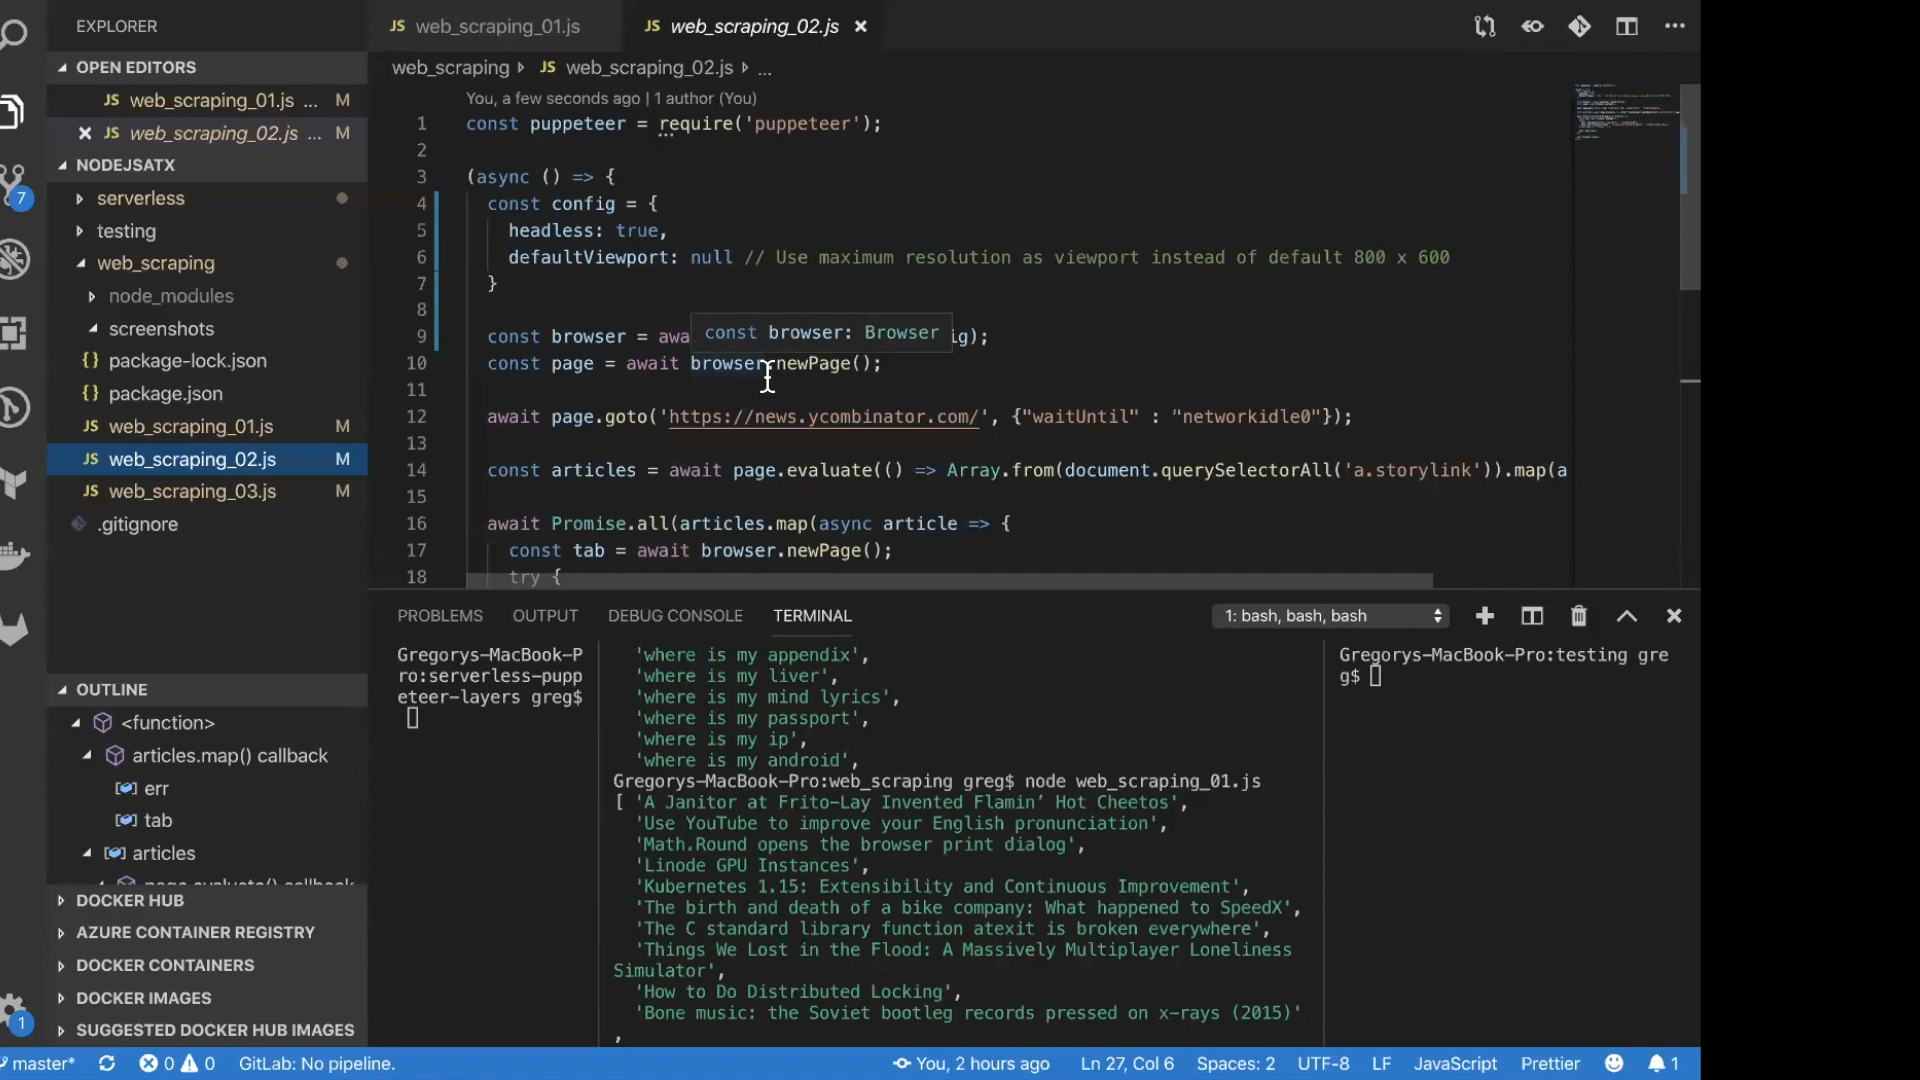 EXPLORER
OPEN EDITORS
JS web_scraping_01.js ... M
JS web_scraping_02.js ... M
NODEJSATX
serverless
testing
web_scraping
node_modules
screenshots
{} package-lock.json
{} package.json
JS web_scraping_01.js M
JS web_scraping_02.js M
JS web_scraping_03.js M
.gitignore
7
OUTLINE
<function>
articles.map() callback
err
tab
articles
page.evaluate() callback
DOCKER HUB
AZURE CONTAINER REGISTRY
DOCKER CONTAINERS
DOCKER IMAGES
SUGGESTED DOCKER HUB IMAGES
1
JS web_scraping_01.js
JS web_scraping_02.js
web_scraping JS web_scraping_02.js ...
You, a few seconds ago | 1 author (You)
1 const puppeteer = require('puppeteer');
2
3 (async () => {
4 const config = {
5 headless: true,
6 defaultViewport: null // Use maximum resolution as viewport instead of default 800 x 600
7 }
8
const browser: Browser
9 const browser = awa ig);
10 const page = await browser.newPage();
11
12 await page.goto('https://news.ycombinator.com/', {"waitUntil" : "networkidle0"});
13
14 const articles = await page.evaluate(() => Array.from(document.querySelectorAll('a.storylink')).map(a
15
16 await Promise.all(articles.map(async article => {
17 const tab = await browser.newPage();
18 try {
PROBLEMS OUTPUT DEBUG CONSOLE TERMINAL
1: bash, bash, bash
Gregorys-MacBook-P
ro:serverless-pupp
eteer-layers greg$
'where is my appendix',
'where is my liver',
'where is my mind lyrics',
'where is my passport',
'where is my ip',
'where is my android',
Gregorys-MacBook-Pro:web_scraping greg$ node web_scraping_01.js
[ 'A Janitor at Frito-Lay Invented Flamin’ Hot Cheetos',
'Use YouTube to improve your English pronunciation',
'Math.Round opens the browser print dialog',
'Linode GPU Instances',
'Kubernetes 1.15: Extensibility and Continuous Improvement',
'The birth and death of a bike company: What happened to SpeedX',
'The C standard library function atexit is broken everywhere',
'Things We Lost in the Flood: A Massively Multiplayer Loneliness
Simulator',
'How to Do Distributed Locking',
'Bone music: the Soviet bootleg records pressed on x-rays (2015)'
,
Gregorys-MacBook-Pro:testing gre
g$
master* 0 0 GitLab: No pipeline. You, 2 hours ago Ln 27, Col 6 Spaces: 2 UTF-8 LF JavaScript Prettier 1